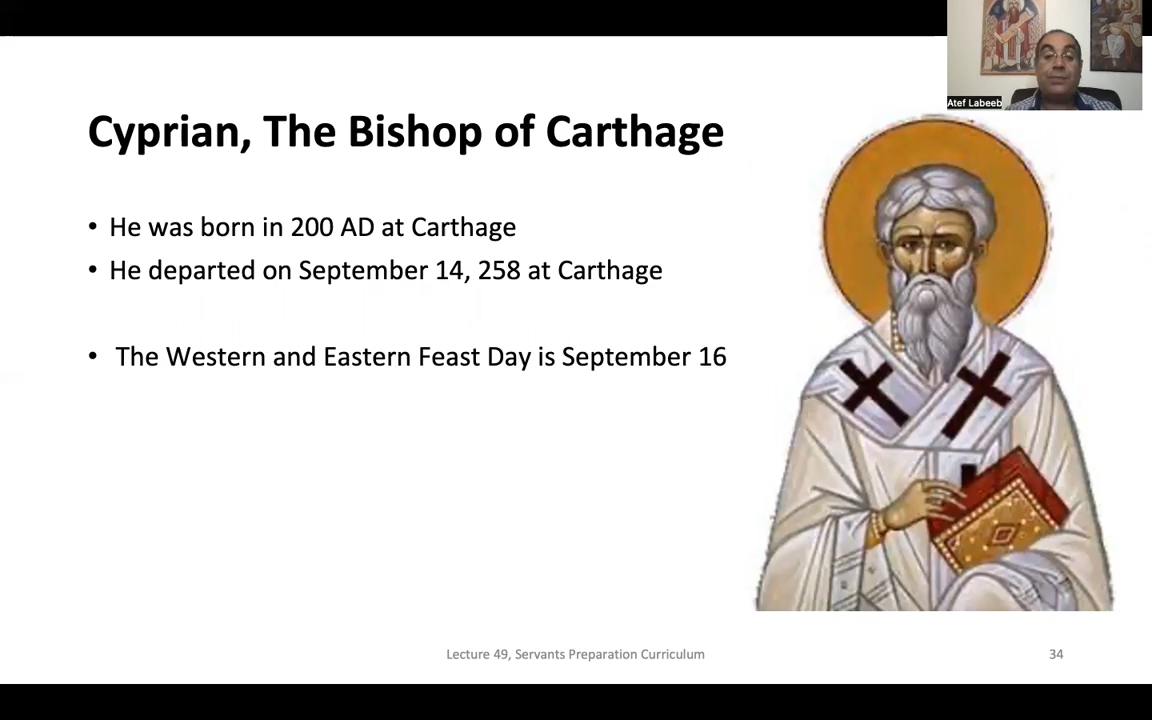 Atef Labeeb
Cyprian, The Bishop of Carthage
• He was born in 200 AD at Carthage
• He departed on September 14, 258 at Carthage
• The Western and Eastern Feast Day is September 16
Lecture 49, Servants Preparation Curriculum
34